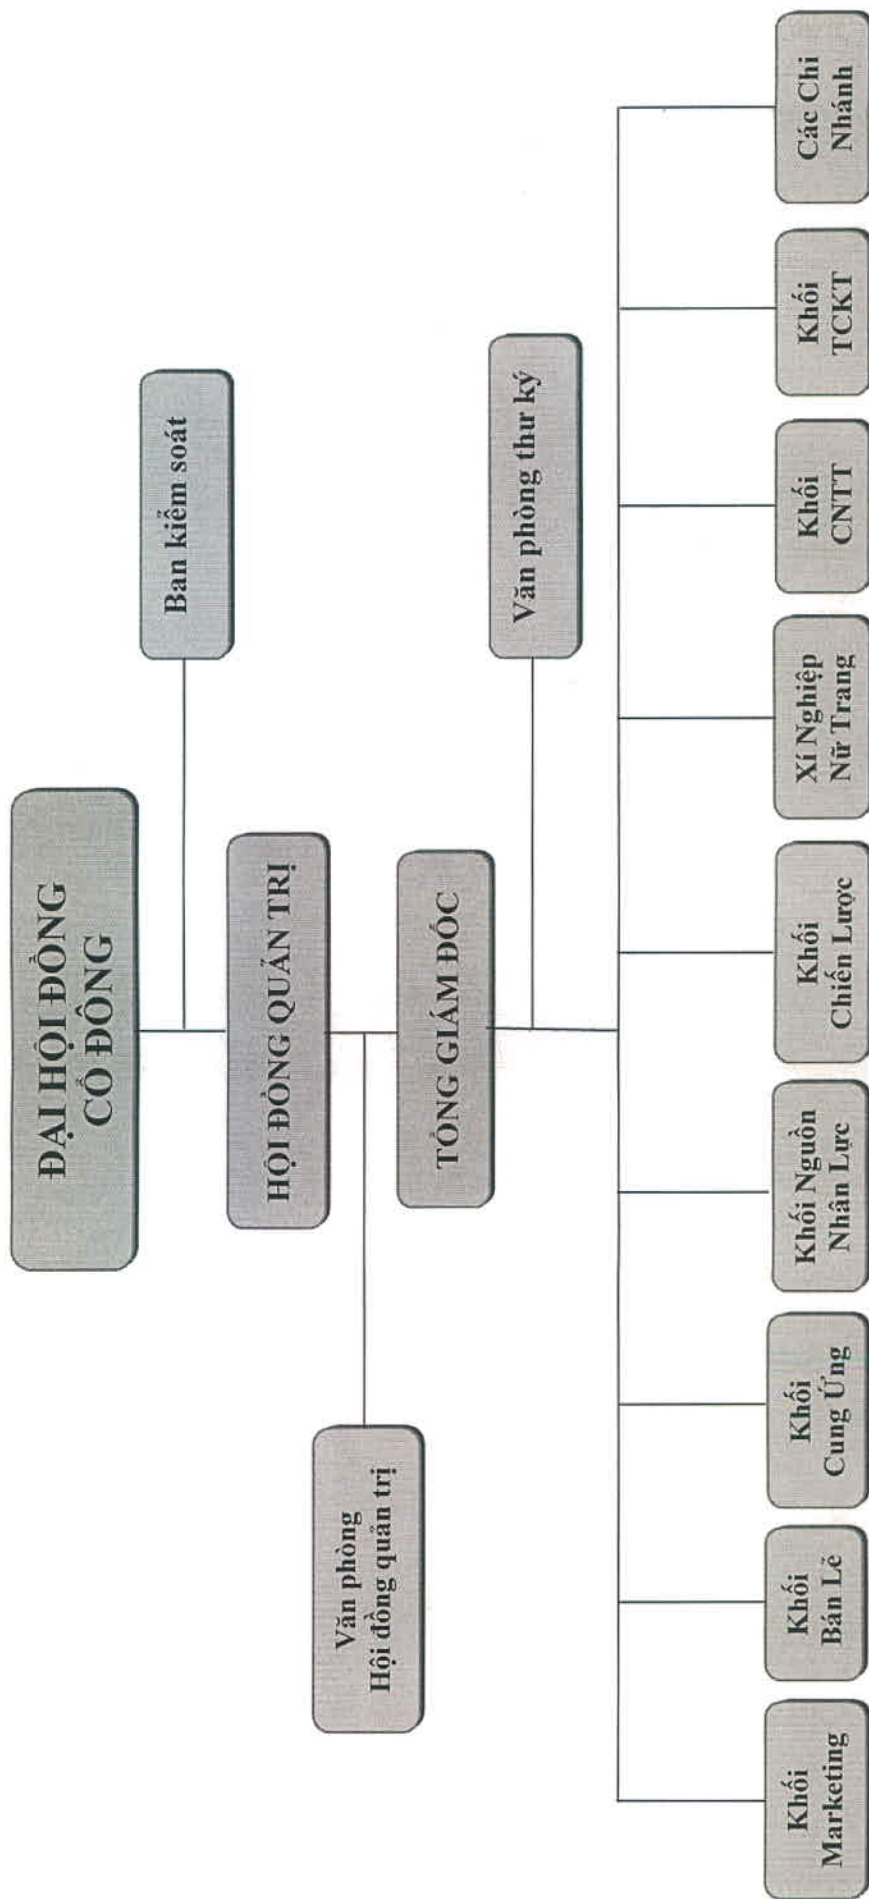 ĐẠI HỘI ĐỒNG
CỔ ĐÔNG
Ban kiểm soát
HỘI ĐỒNG QUẢN TRỊ
Văn phòng
Hội đồng quản trị
TỔNG GIÁM ĐỐC
Văn phòng thư ký
Khối
Marketing
Khối
Bán Lẻ
Khối
Cung Ứng
Khối Nguồn
Nhân Lực
Khối
Chiến Lược
Xí Nghiệp
Nữ Trang
Khối
CNTT
Khối
TCKT
Các Chi
Nhánh